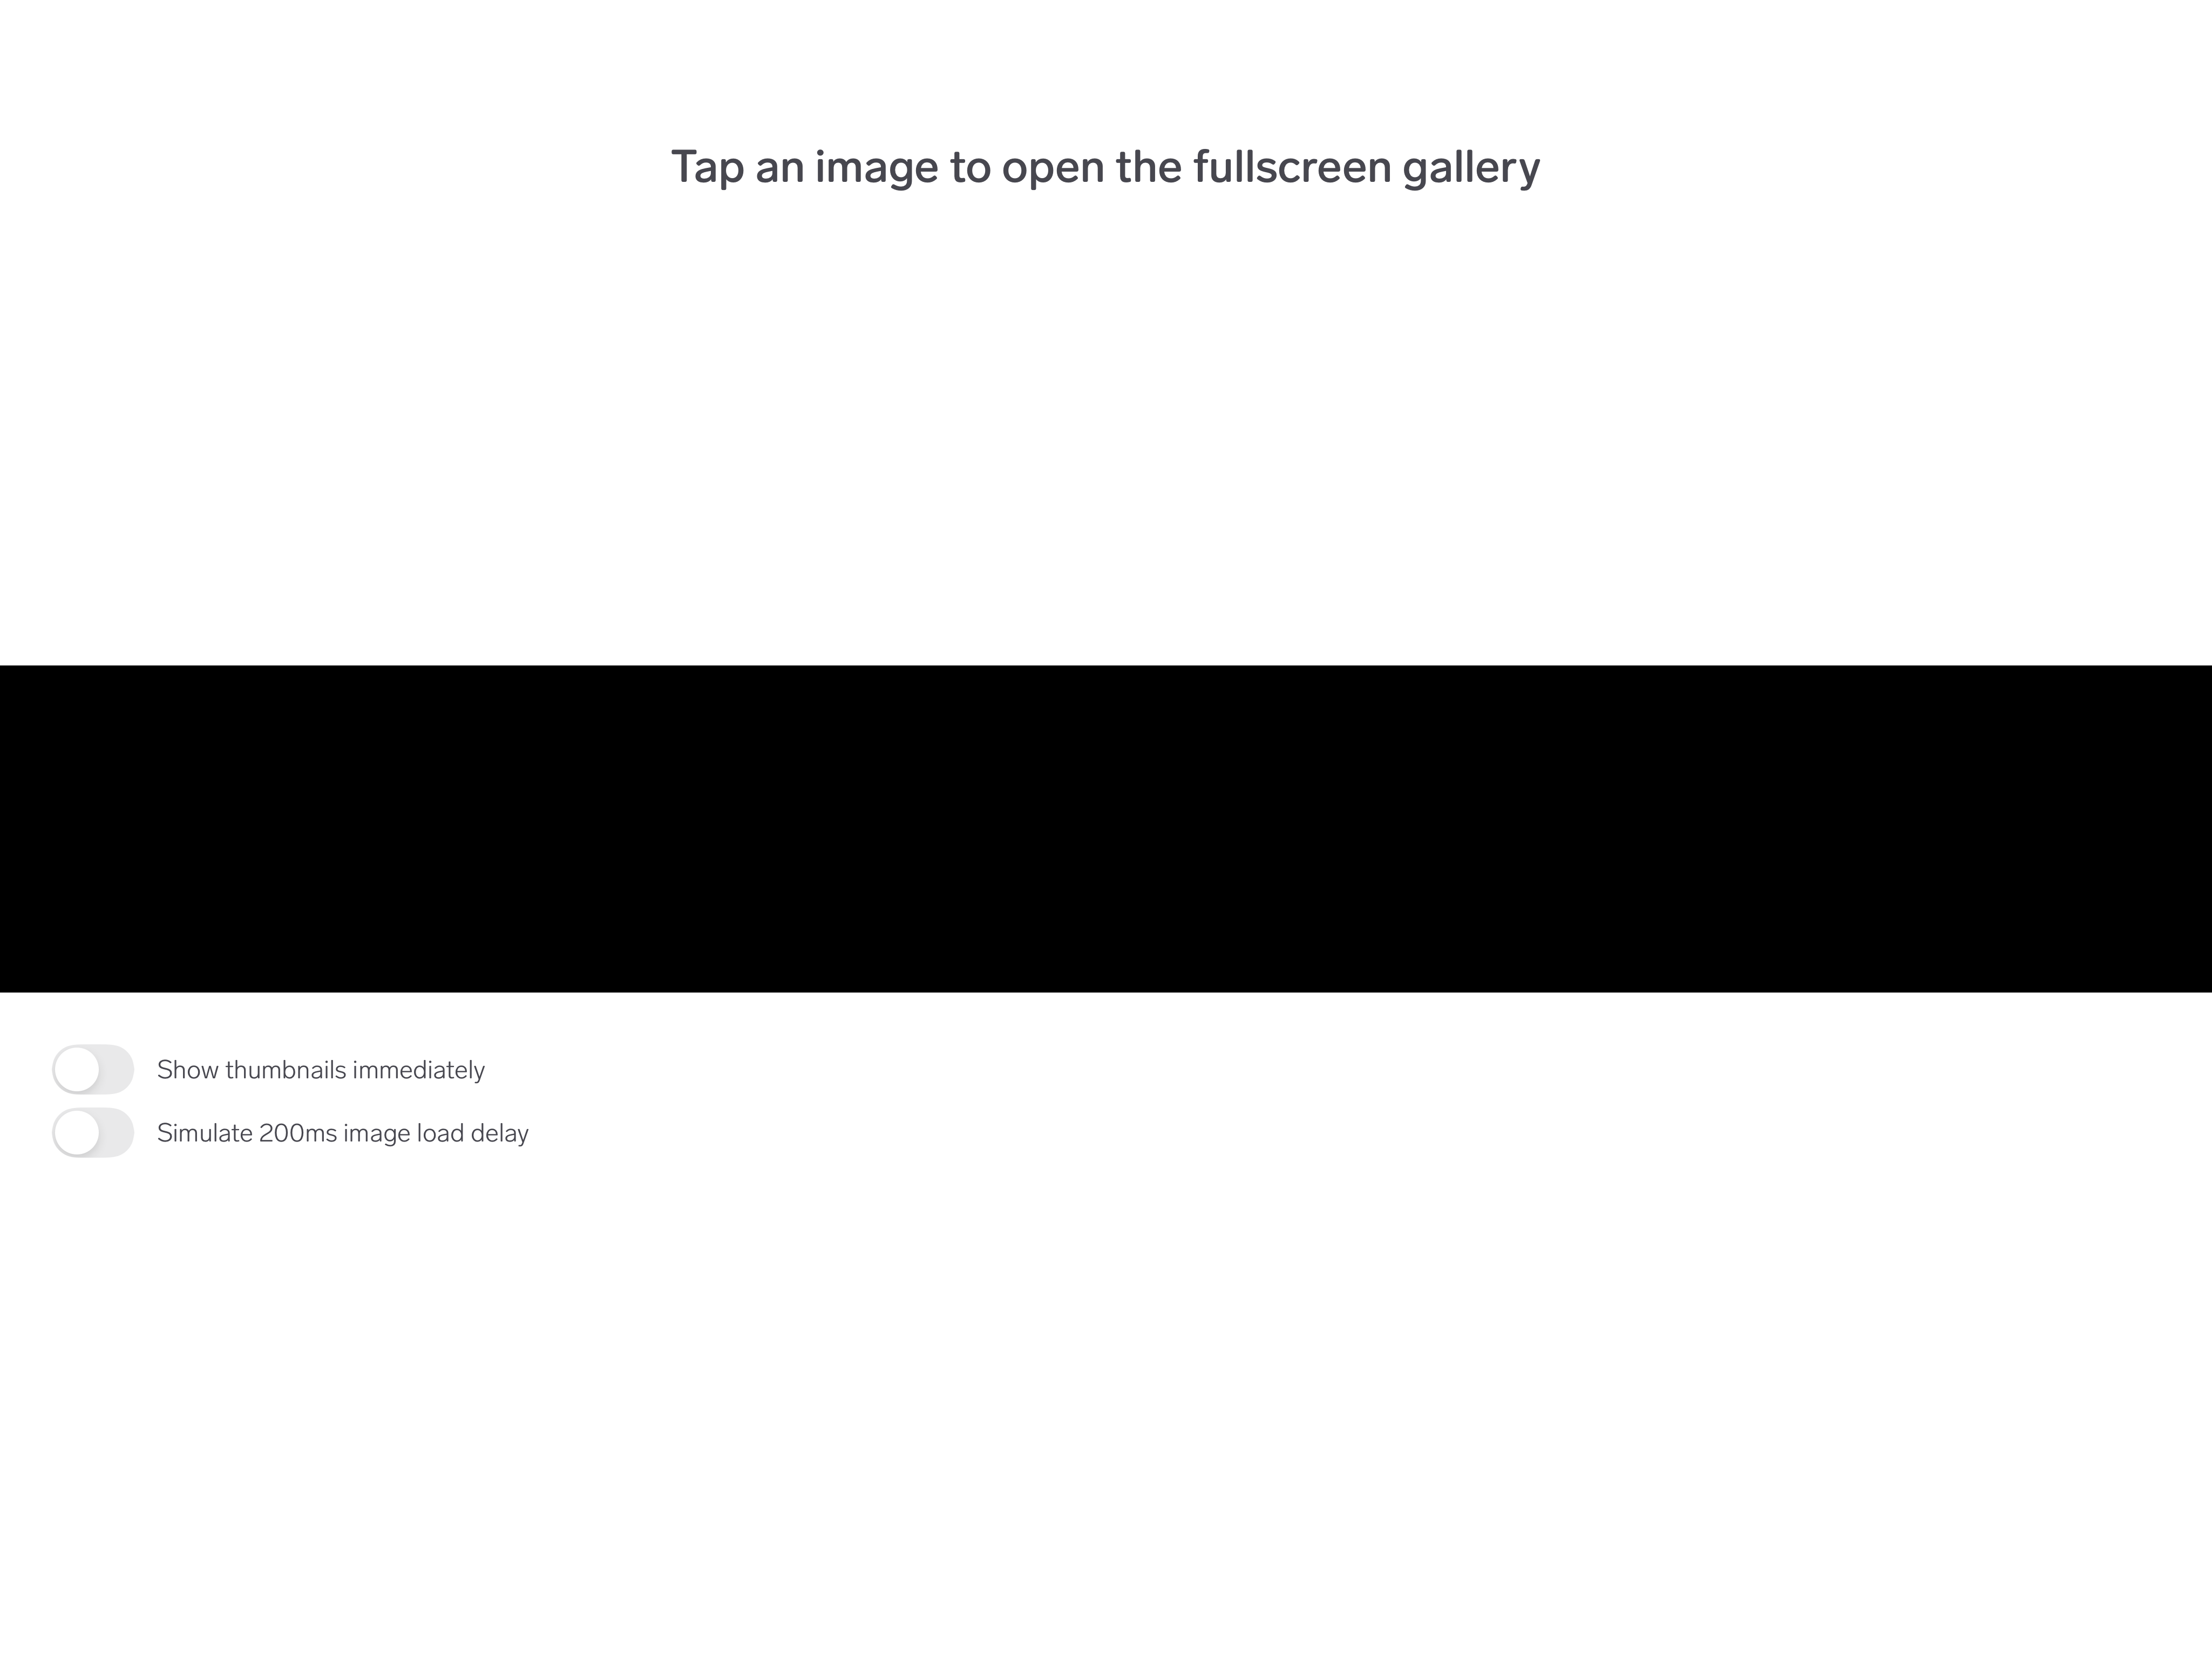 Tap an image to open the fullscreen gallery
Show thumbnails immediately
Simulate 200ms image load delay